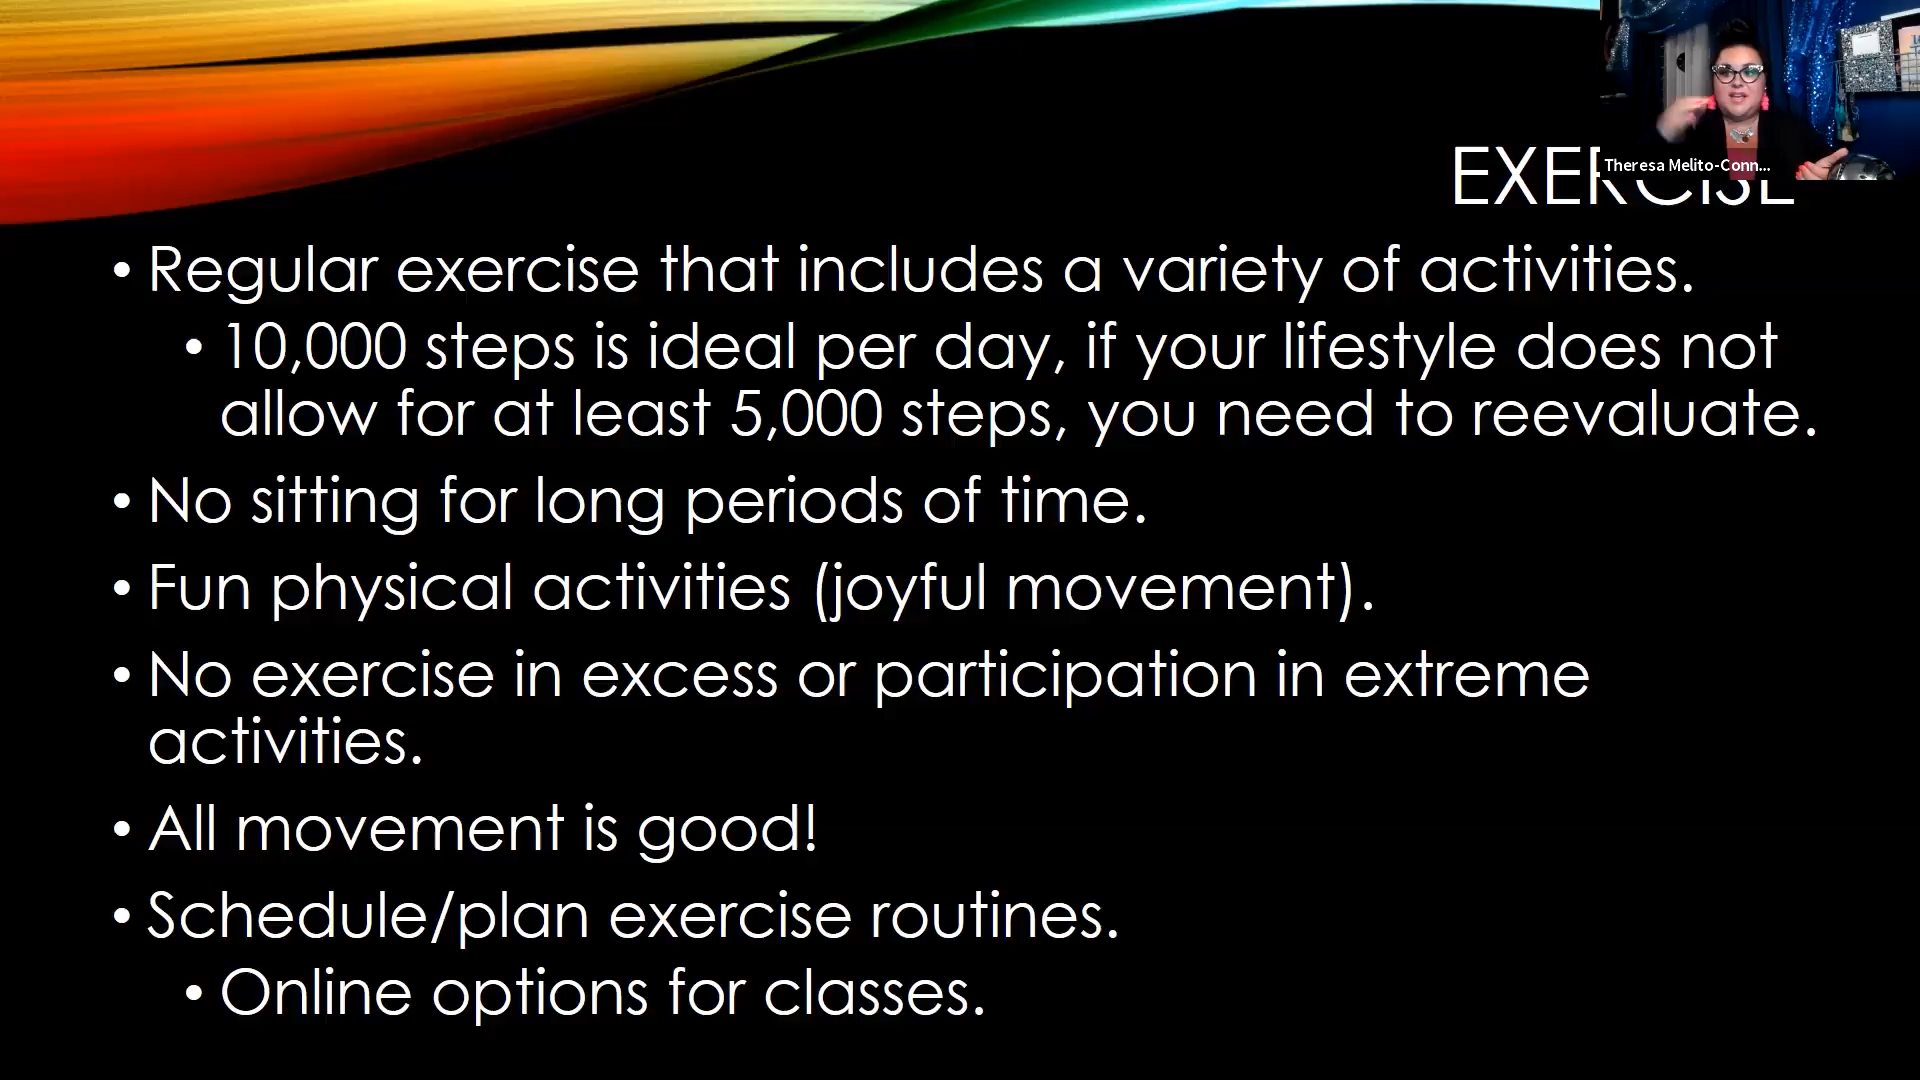 EXERCISE
Theresa Melito-Conn...
• Regular exercise that includes a variety of activities.
• 10,000 steps is ideal per day, if your lifestyle does not
allow for at least 5,000 steps, you need to reevaluate.
• No sitting for long periods of time.
• Fun physical activities (joyful movement).
• No exercise in excess or participation in extreme
activities.
• All movement is good!
• Schedule/plan exercise routines.
• Online options for classes.